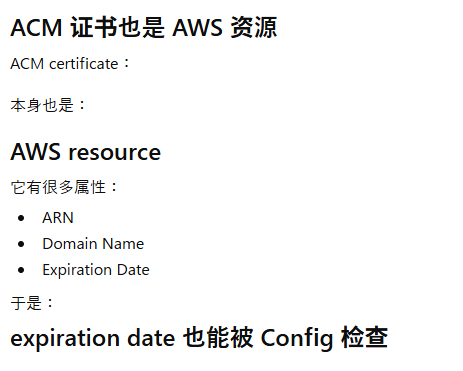 ACM 证书也是 AWS 资源
ACM certificate：
本身也是：
AWS resource
它有很多属性：
• ARN
• Domain Name
• Expiration Date
于是：
expiration date 也能被 Config 检查